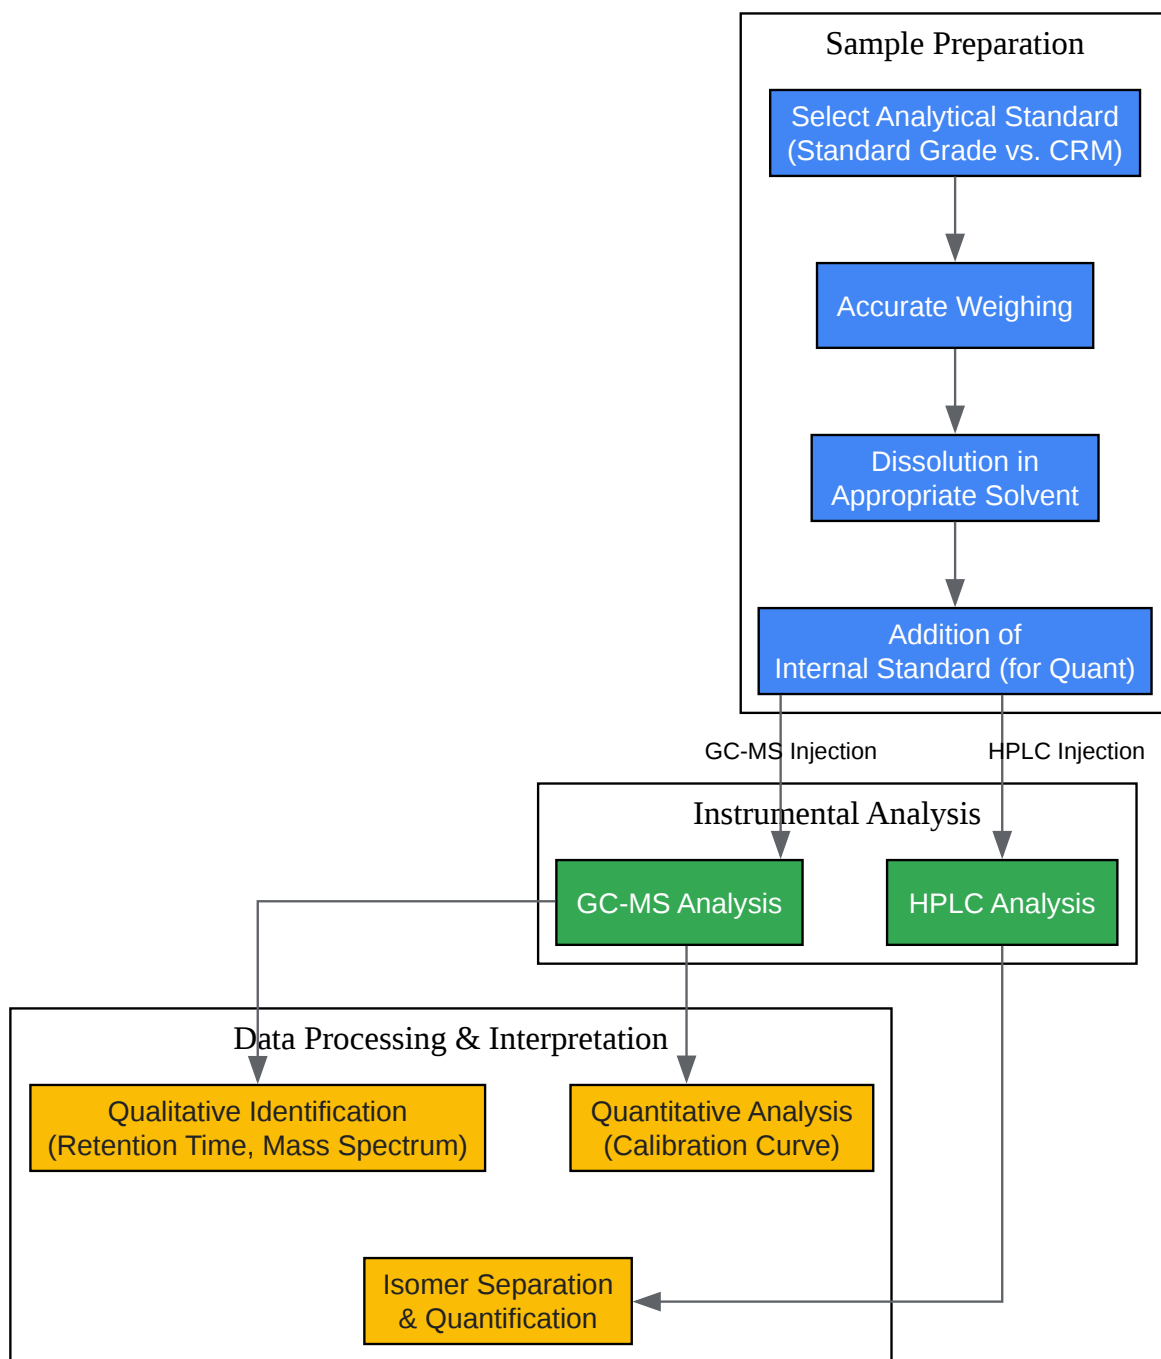 Sample Preparation
Select Analytical Standard
(Standard Grade vs. CRM)
Accurate Weighing
Dissolution in
Appropriate Solvent
Addition of
Internal Standard (for Quant)
GC-MS Injection
HPLC Injection
Instrumental Analysis
GC-MS Analysis
HPLC Analysis
Data Processing & Interpretation
Qualitative Identification
(Retention Time, Mass Spectrum)
Quantitative Analysis
(Calibration Curve)
Isomer Separation
& Quantification